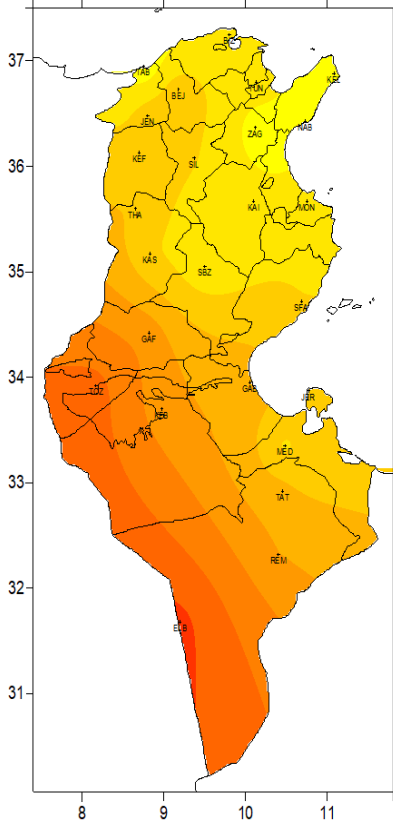 37
BIZ
TAB
KEL
BEJ
TUN
JEN
NAB
ZAG
36
KEF
SIL
THA
KAI
MON
KAS
35
SBZ
SFA
GAF
34
TOZ
GAB
JER
KEB
MED
33
TAT
32
REM
ELB
31
8
9
10
11